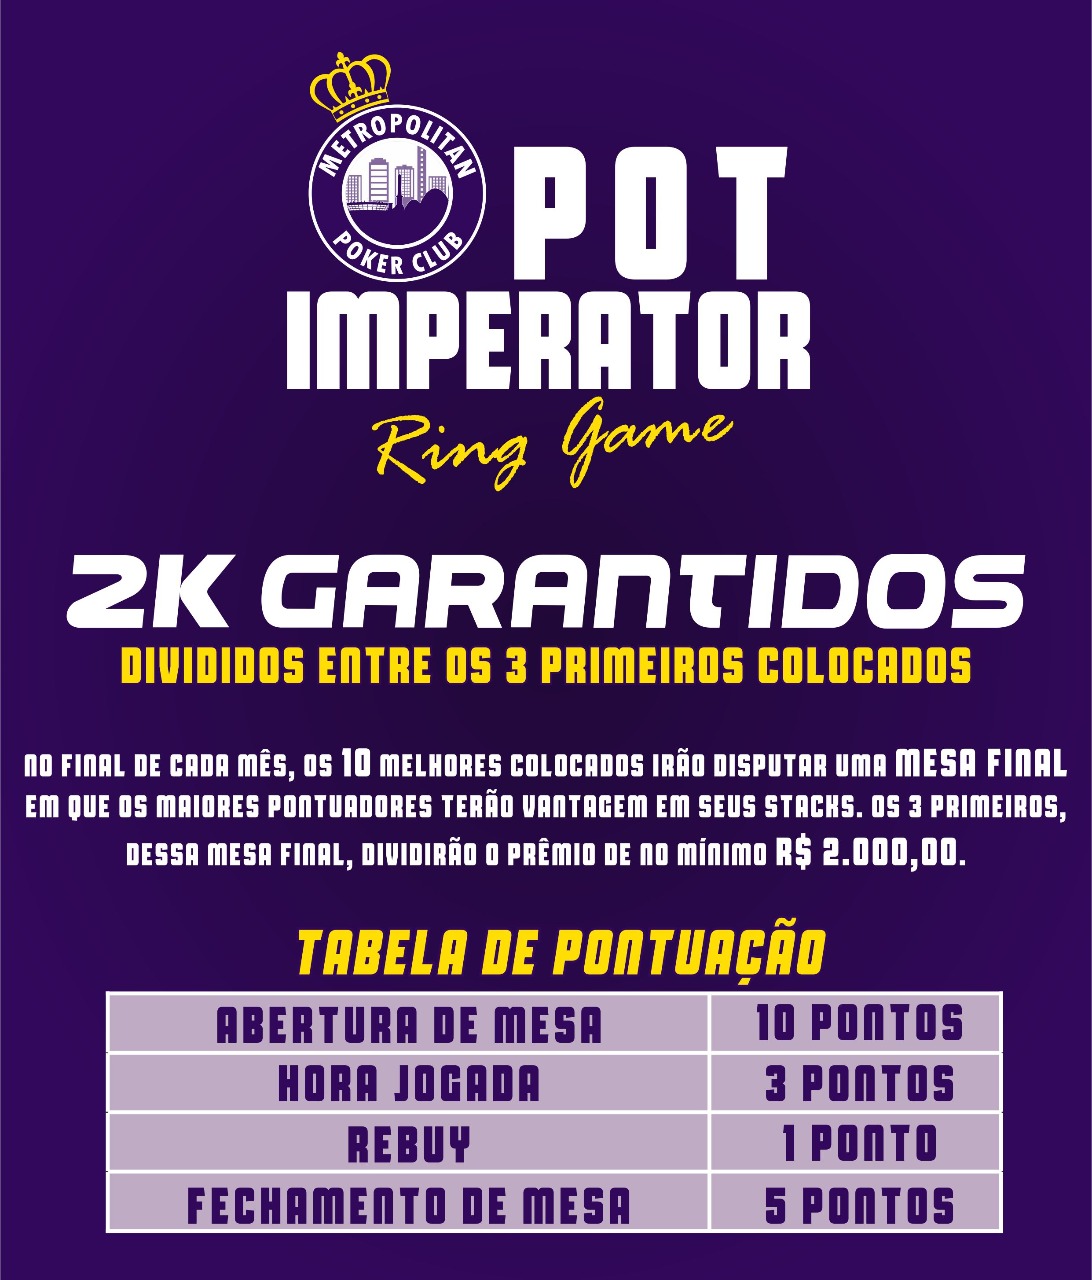 METROPOLITAN
POKER CLUB
POT
IMPERATOR
Ring Game
2K GARANTIDOS
DIVIDIDOS ENTRE OS 3 PRIMEIROS COLOCADOS
NO FINAL DE CADA MÊS, OS 10 MELHORES COLOCADOS IRÃO DISPUTAR UMA MESA FINAL
EM QUE OS MAIORES PONTUADORES TERÃO VANTAGEM EM SEUS STACKS. OS 3 PRIMEIROS,
DESSA MESA FINAL, DIVIDIRÃO O PRÊMIO DE NO MÍNIMO R$ 2.000,00.
TABELA DE PONTUAÇÃO
ABERTURA DE MESA 10 PONTOS
HORA JOGADA 3 PONTOS
REBUY 1 PONTO
FECHAMENTO DE MESA 5 PONTOS